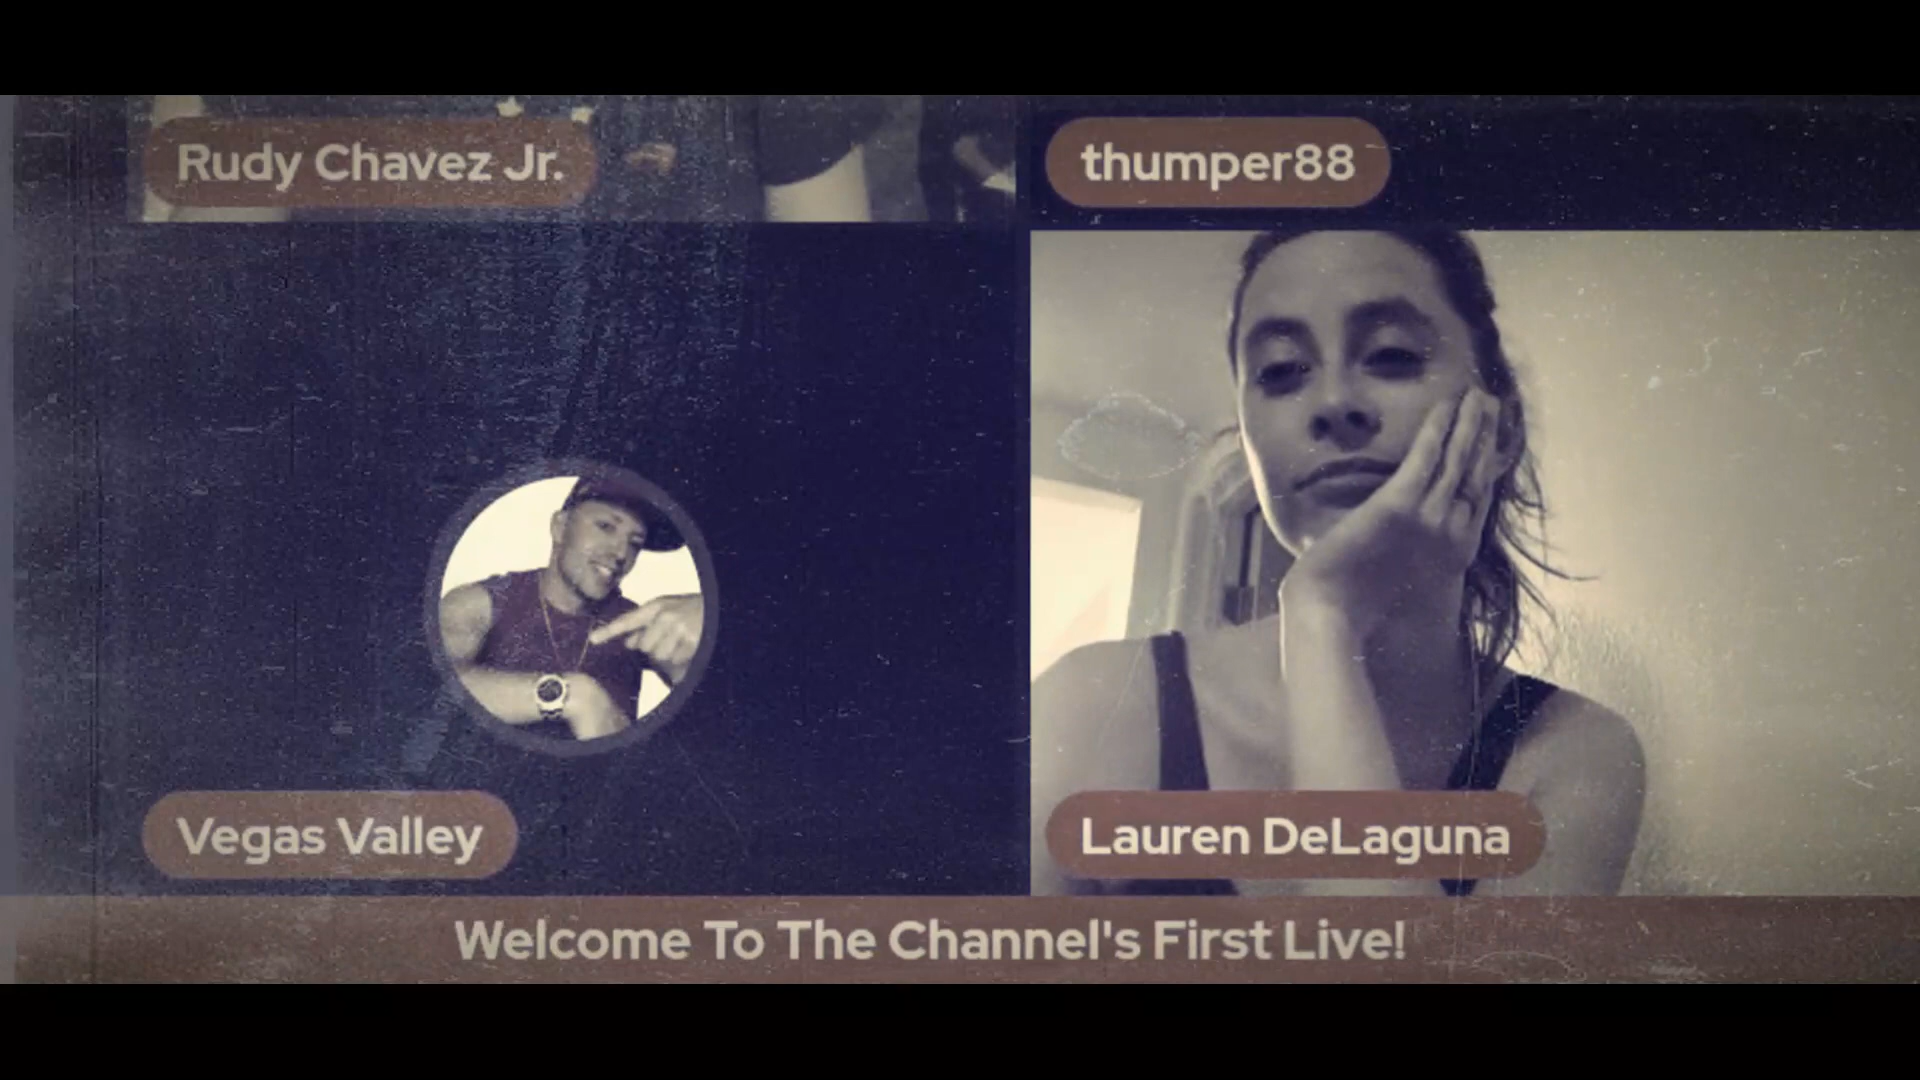 Rudy Chavez Jr.
thumper88
Vegas Valley
Lauren DeLaguna
Welcome To The Channel's First Live!